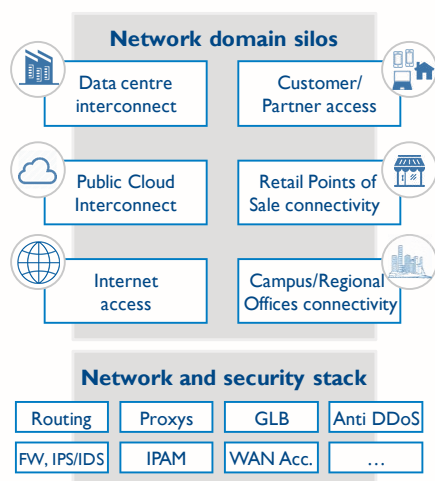 Network domain silos
Data centre
interconnect
Customer/
Partner access
Public Cloud
Interconnect
Retail Points of
Sale connectivity
Internet
access
Campus/Regional
Offices connectivity
Network and security stack
Routing
Proxys
GLB
Anti DDoS
FW, IPS/IDS
IPAM
WAN Acc.
...